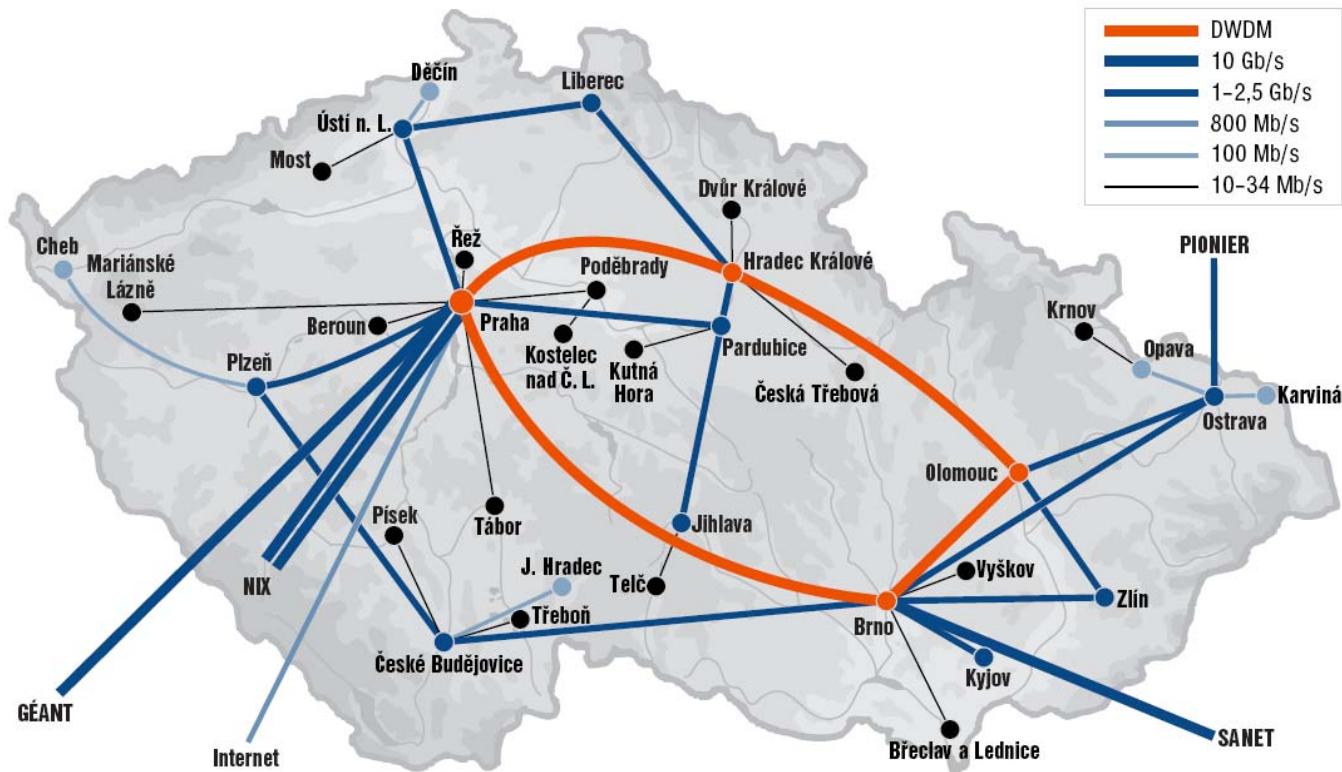 DWDM
10 Gb/s
1–2,5 Gb/s
800 Mb/s
100 Mb/s
10–34 Mb/s
Děčín
Liberec
Ústí n. L.
Most
Dvůr Králové
Cheb
Mariánské
Lázně
Řež
Poděbrady
Hradec Králové
PIONIER
Beroun
Praha
Krnov
Plzeň
Kostelec
nad Č. L.
Kutná
Hora
Pardubice
Česká Třebová
Opava
Karviná
Ostrava
Olomouc
Písek
Tábor
Jihlava
NIX
J. Hradec
Telč
Vyškov
Třeboň
Zlín
Brno
České Budějovice
Kyjov
GÉANT
Internet
Břeclav a Lednice
SANET